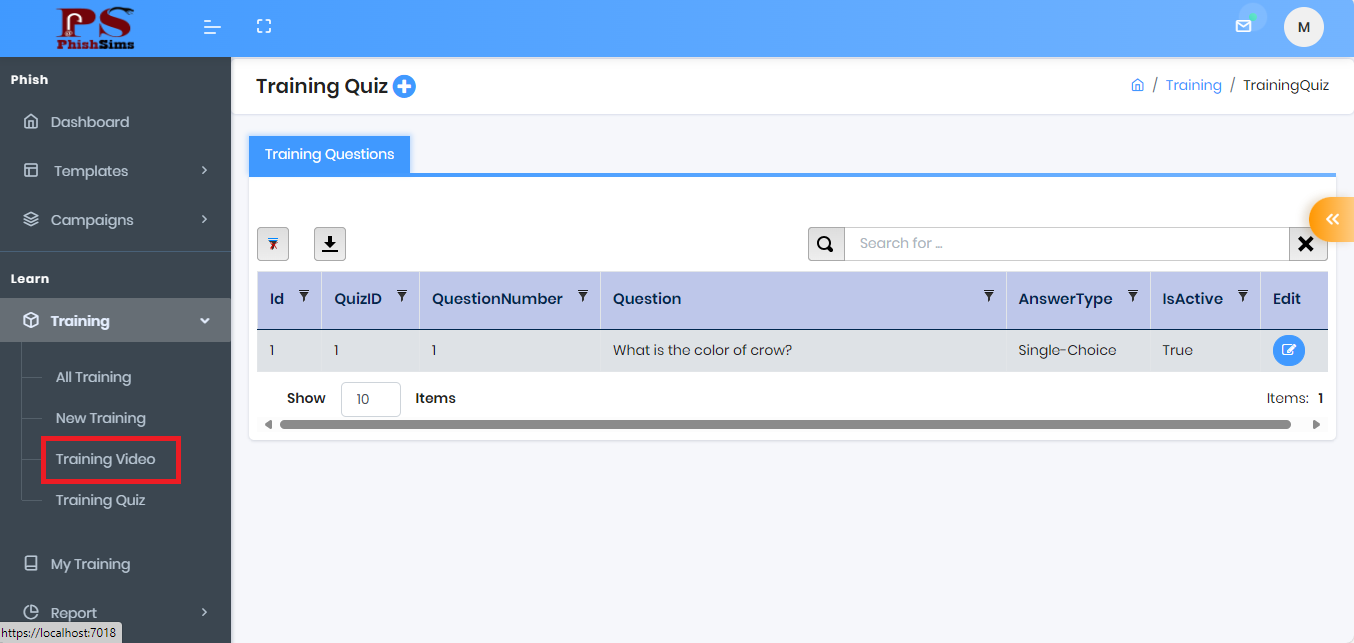 PS
PhishSims
M
Phish
Dashboard
Templates
Campaigns
Learn
Training
All Training
New Training
Training Video
Training Quiz
My Training
Report
https://localhost:7018
Training Quiz
/ Training / TrainingQuiz
Training Questions
Search for ...
Id QuizID QuestionNumber Question AnswerType IsActive Edit
1 1 1 What is the color of crow? Single-Choice True
Show 10 Items
Items: 1